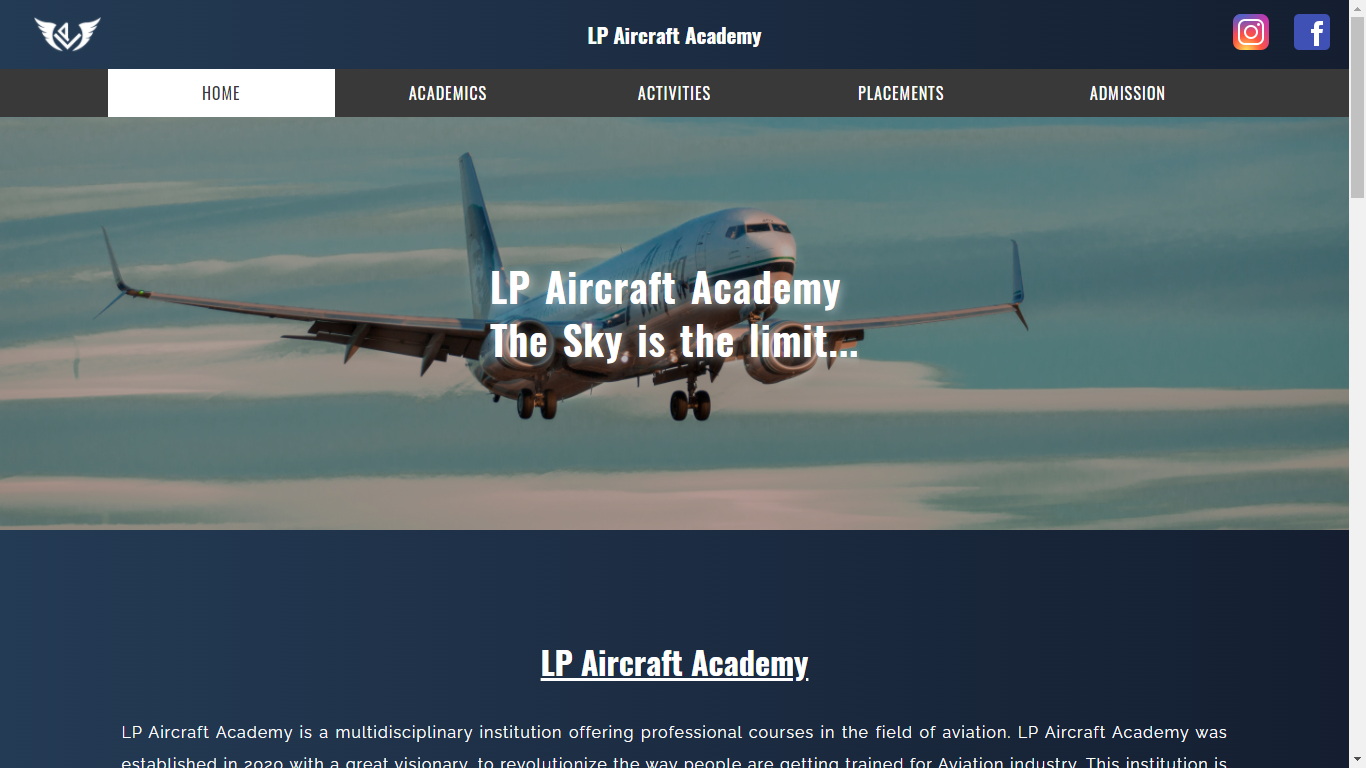 LP Aircraft Academy
HOME
ACADEMICS
ACTIVITIES
PLACEMENTS
ADMISSION
LP Aircraft Academy
The Sky is the limit...
LP Aircraft Academy
LP Aircraft Academy is a multidisciplinary institution offering professional courses in the field of aviation. LP Aircraft Academy was
established in 2020 with a great visionary, to revolutionize the way people are getting trained for Aviation industry. This institution is